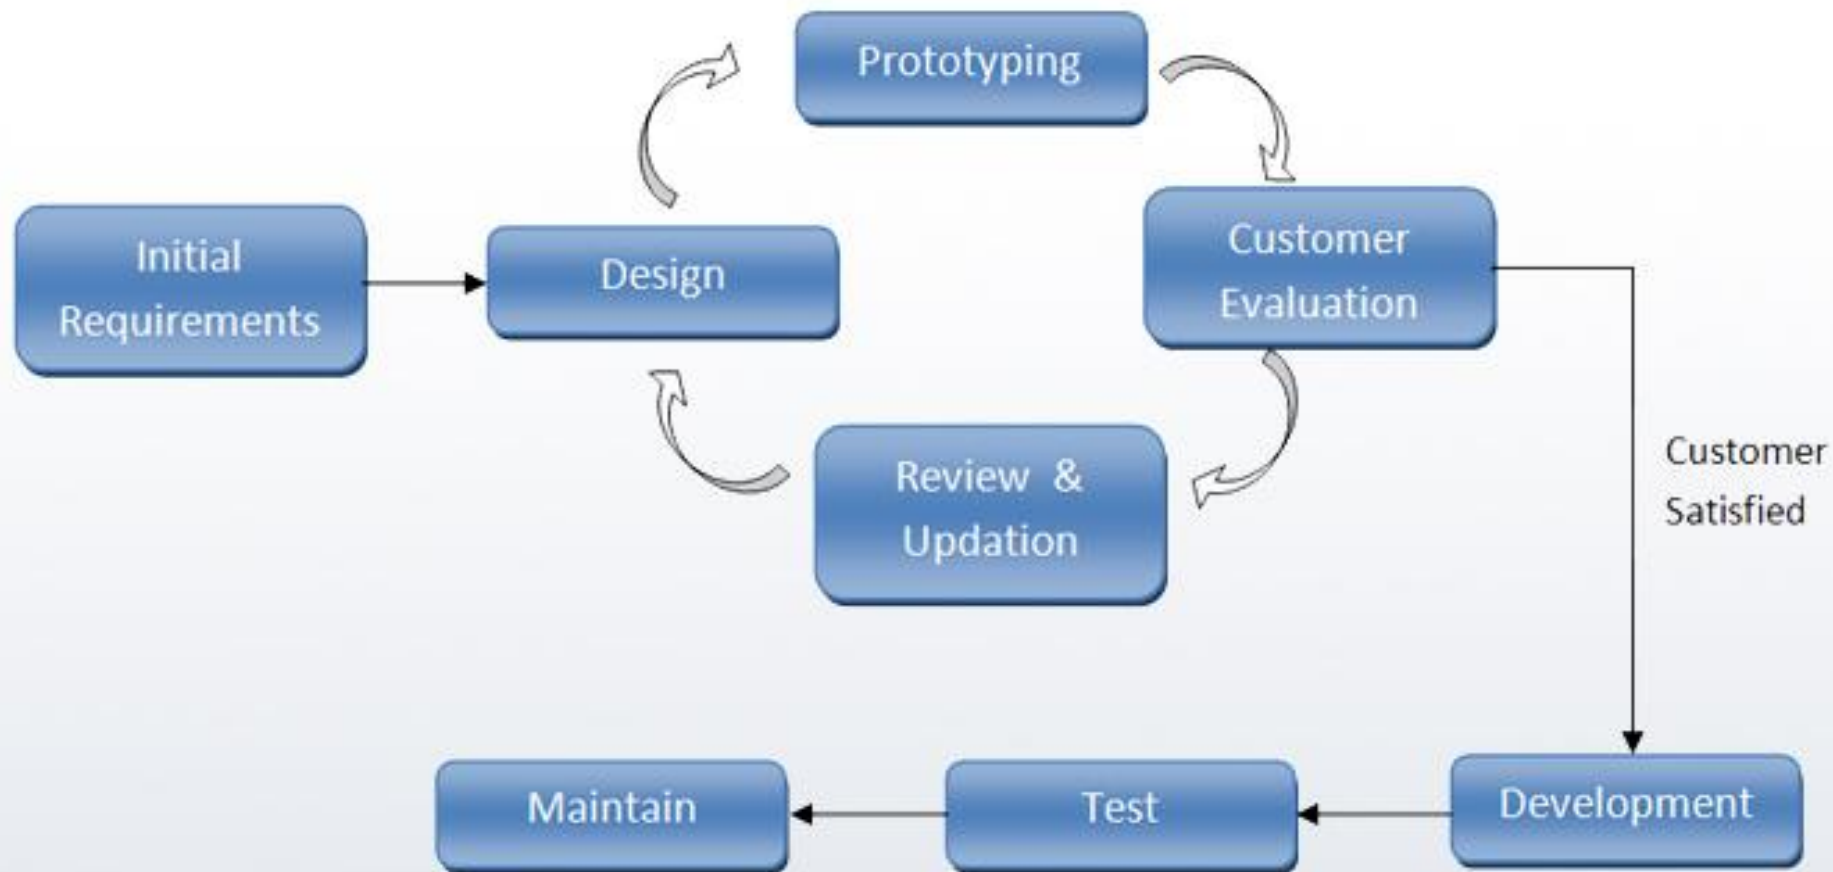 Prototyping
Initial
Requirements
Design
Customer
Evaluation
Review &
Updation
Customer
Satisfied
Maintain
Test
Development